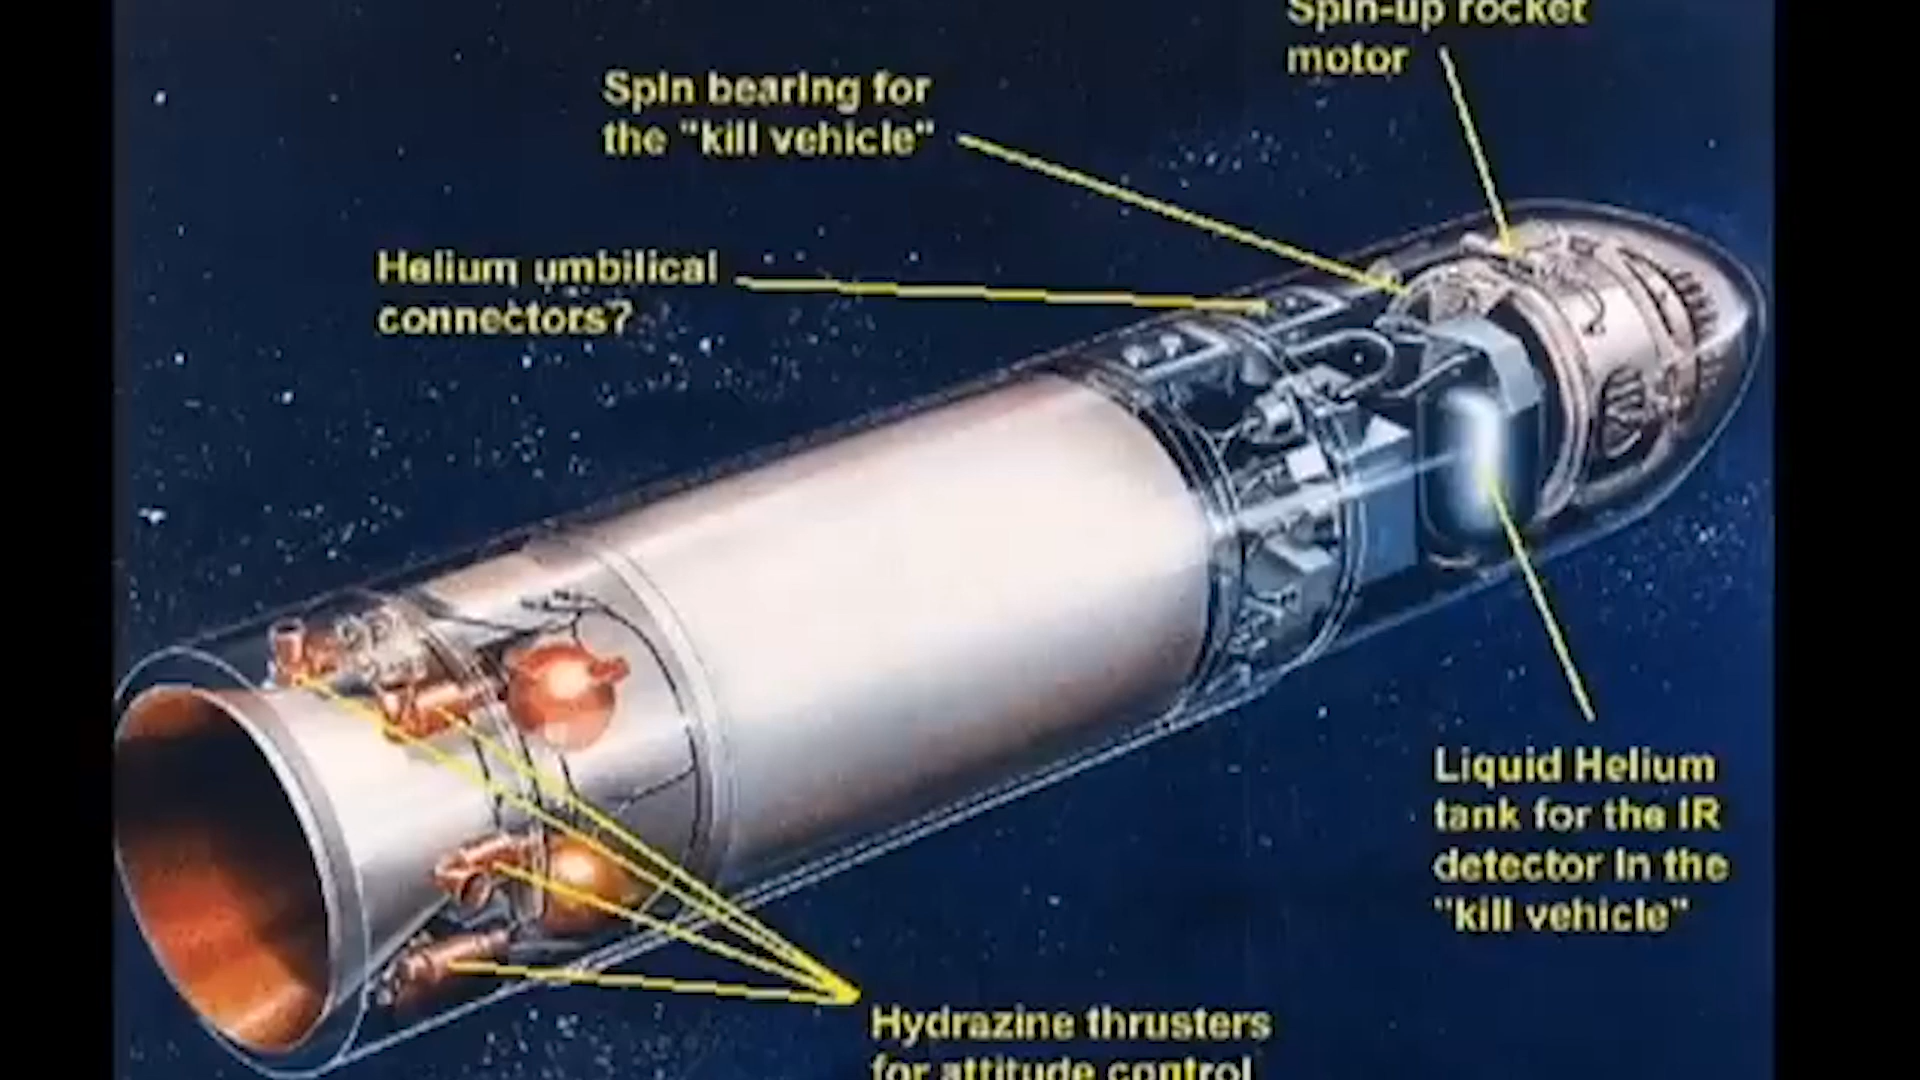 Spin-up rocket
motor
Spin bearing for
the "kill vehicle"
Helium umbilical
connectors?
Liquid Helium
tank for the IR
detector in the
"kill vehicle"
Hydrazine thrusters
for attitude control